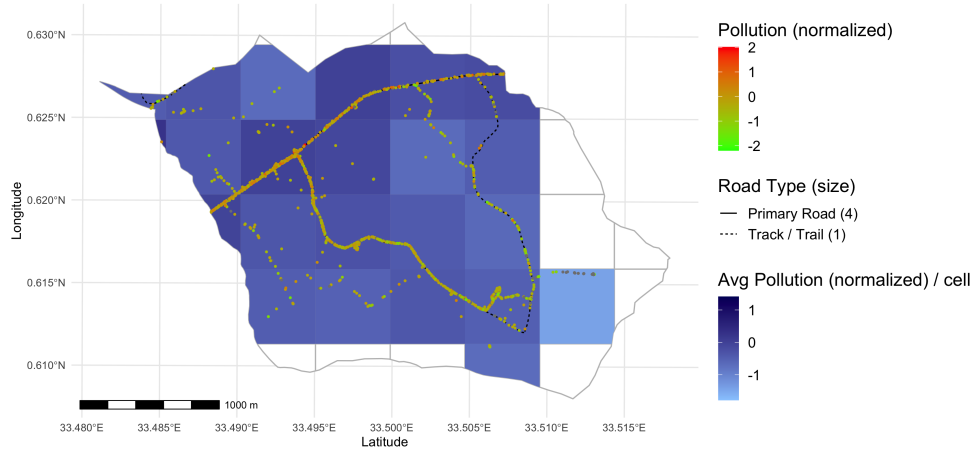 0.630°N
0.625°N
0.620°N
0.615°N
0.610°N
Longitude
1000 m
33.480°E 33.485°E 33.490°E 33.495°E 33.500°E 33.505°E 33.510°E 33.515°E
Latitude
Pollution (normalized)
2
1
0
-1
-2
Road Type (size)
Primary Road (4)
Track / Trail (1)
Avg Pollution (normalized) / cell
1
0
-1